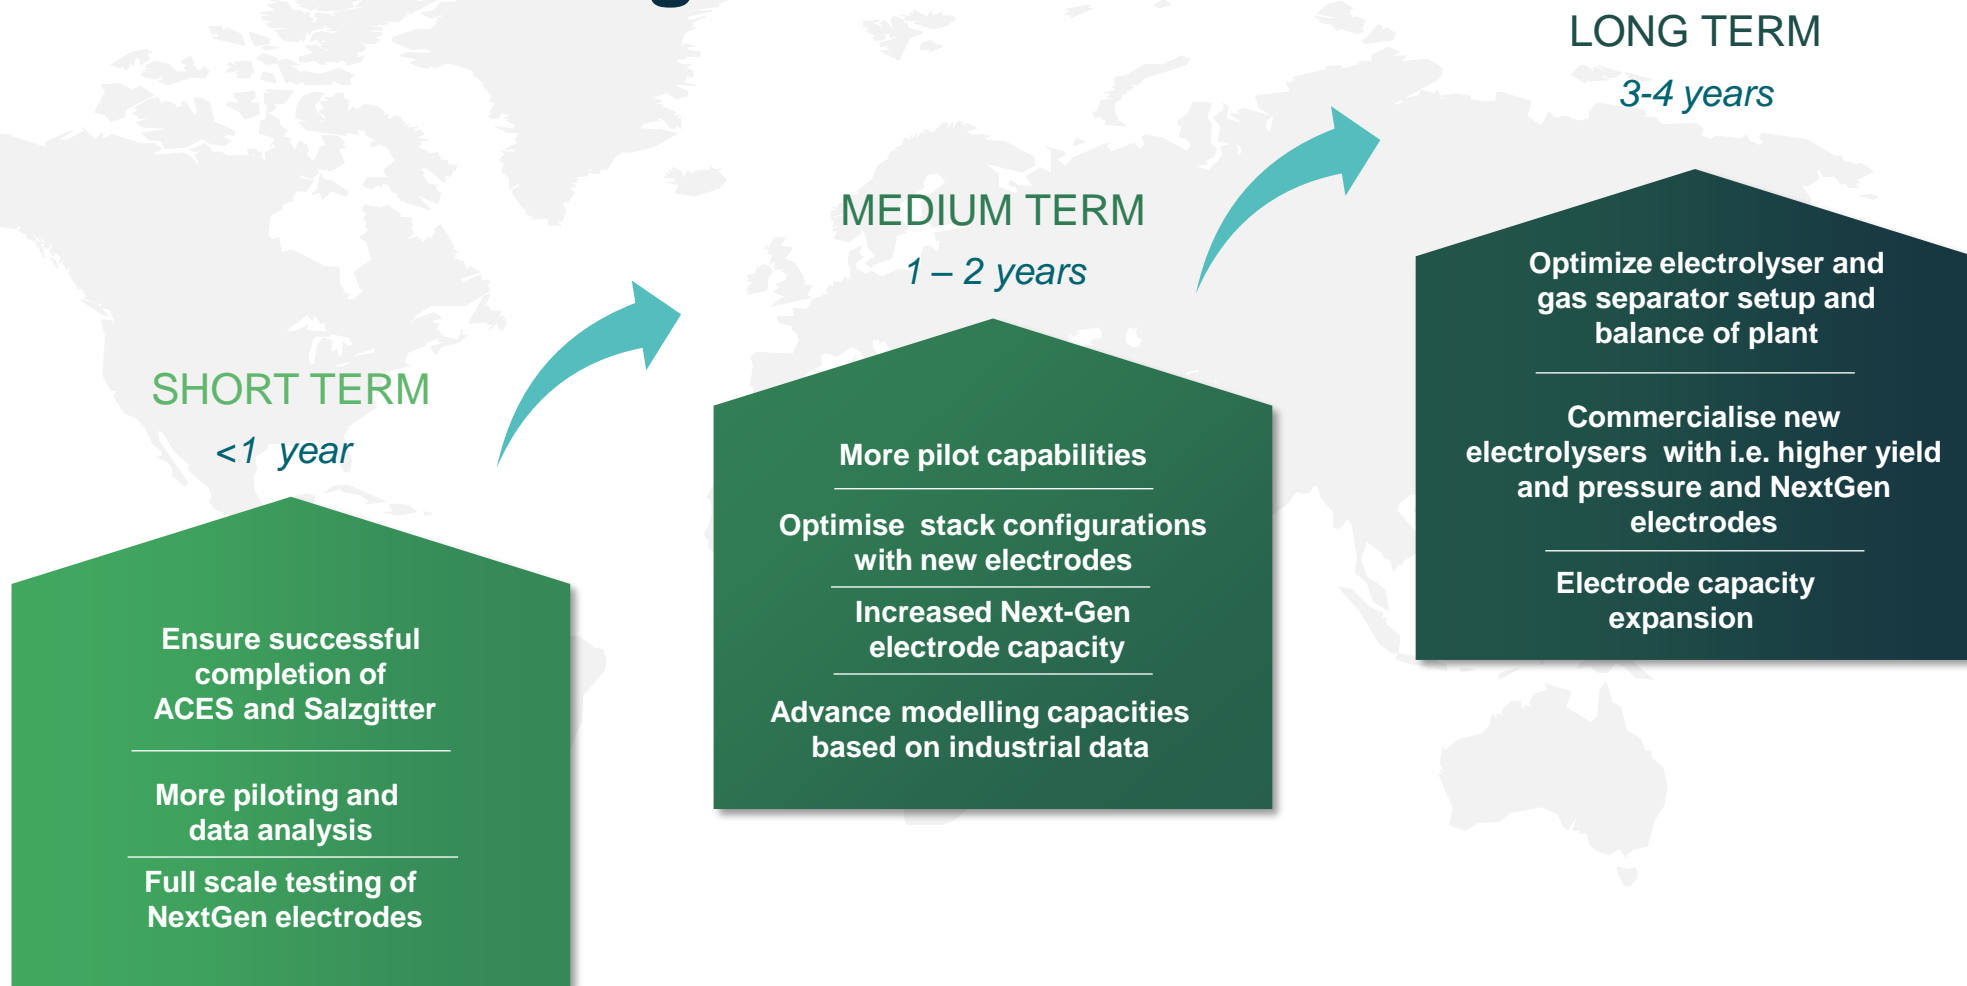 SHORT TERM
<1 year
Ensure successful
completion of
ACES and Salzgitter
More piloting and
data analysis
Full scale testing of
NextGen electrodes
MEDIUM TERM
1 – 2 years
More pilot capabilities
Optimise stack configurations
with new electrodes
Increased Next-Gen
electrode capacity
Advance modelling capacities
based on industrial data
LONG TERM
3-4 years
Optimize electrolyser and
gas separator setup and
balance of plant
Commercialise new
electrolysers with i.e. higher yield
and pressure and NextGen
electrodes
Electrode capacity
expansion